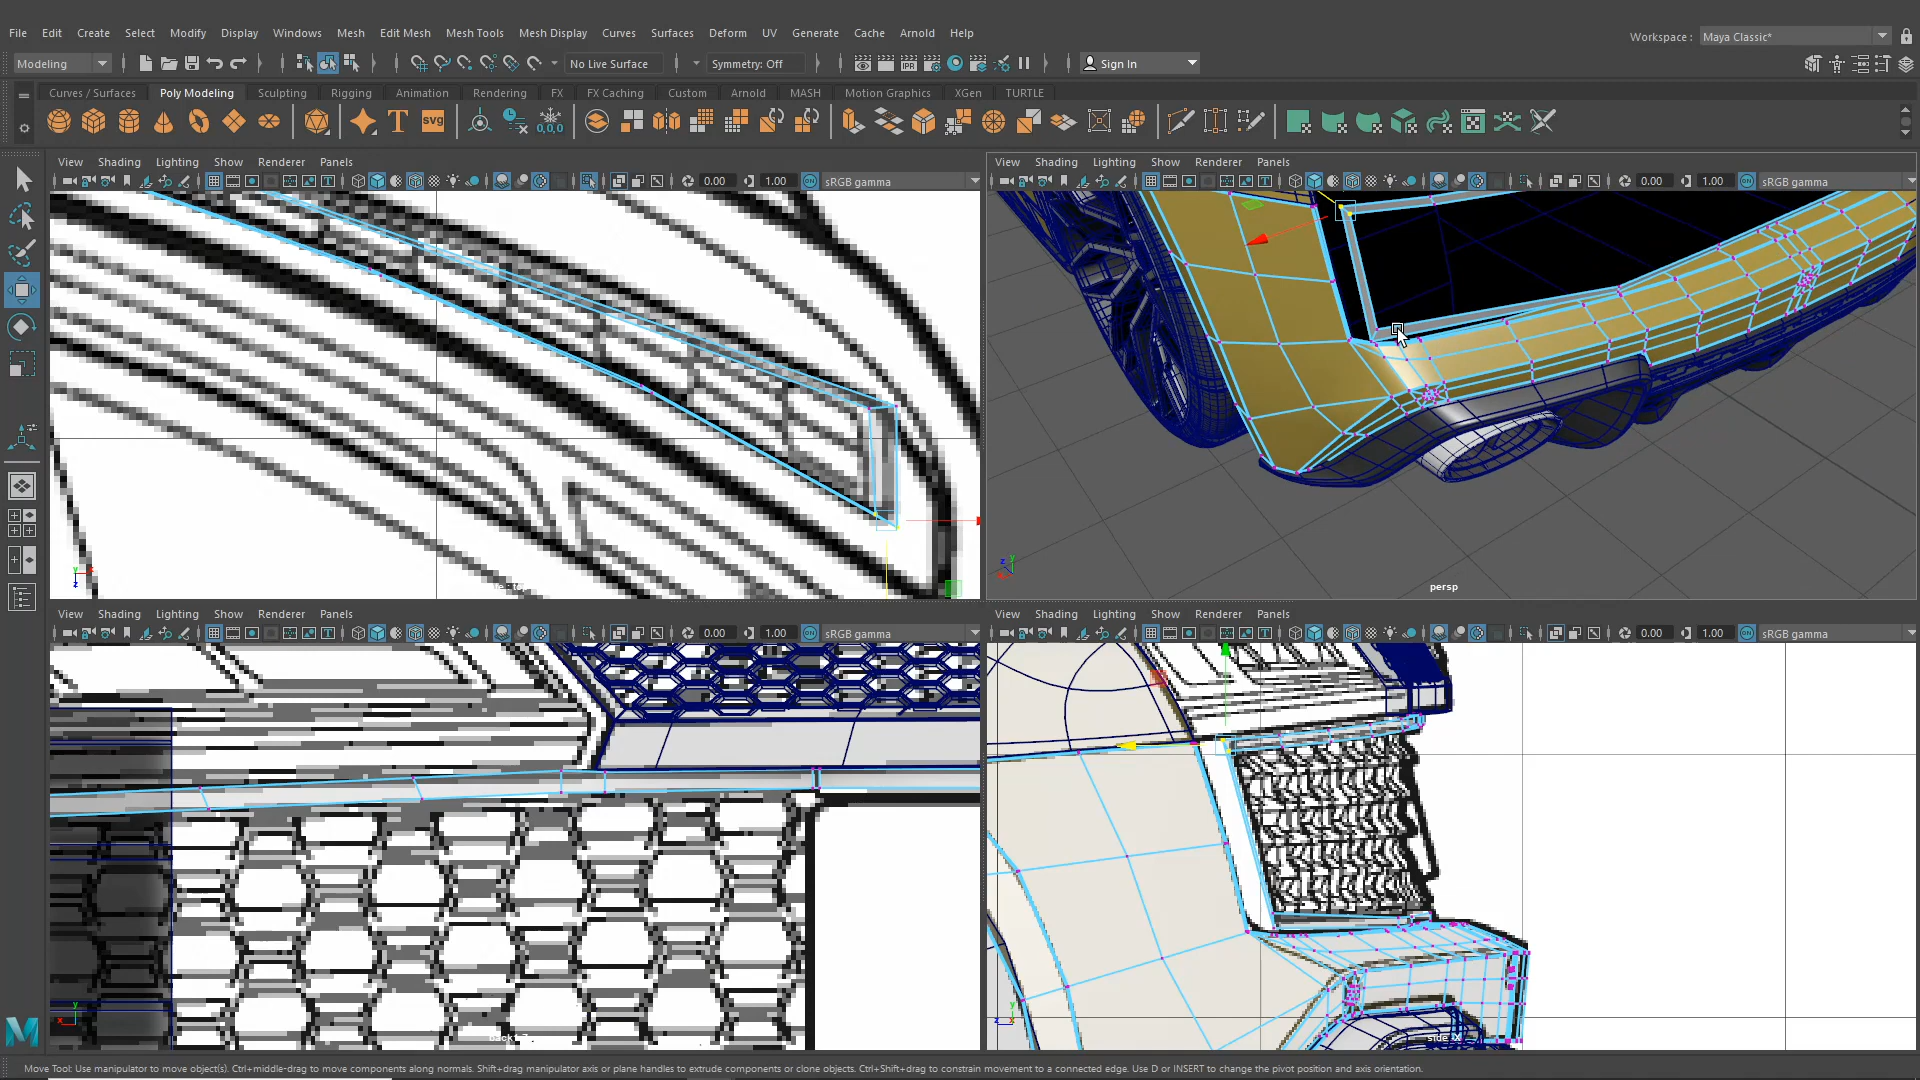 File Edit Create Select Modify Display Windows Mesh Edit Mesh Mesh Tools Mesh Display Curves Surfaces Deform UV Generate Cache Arnold Help
Workspace : Maya Classic*
Modeling No Live Surface Symmetry: Off Sign In
Curves / Surfaces Poly Modeling Sculpting Rigging Animation Rendering FX FX Caching Custom Arnold MASH Motion Graphics XGen TURTLE
T svg 0,0,0
View Shading Lighting Show Renderer Panels
0.00 1.00 sRGB gamma
View Shading Lighting Show Renderer Panels
0.00 1.00 sRGB gamma
persp
View Shading Lighting Show Renderer Panels
0.00 1.00 sRGB gamma
View Shading Lighting Show Renderer Panels
0.00 1.00 sRGB gamma
Move Tool: Use manipulator to move object(s). Ctrl+middle-drag to move components along normals. Shift+drag manipulator axis or plane handles to extrude components or clone objects. Ctrl+Shift+drag to constrain movement to a connected edge. Use D or INSERT to change the pivot position and axis orientation.